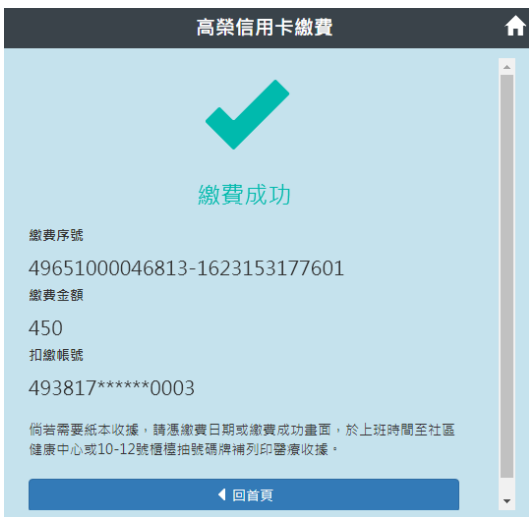 高榮信用卡繳費
繳費成功
繳費序號
49651000046813-1623153177601
繳費金額
450
扣繳帳號
493817******0003
倘若需要紙本收據，請憑繳費日期或繳費成功畫面，於上班時間至社區
健康中心或10-12號櫃檯抽號碼牌補列印醫療收據。
回首頁